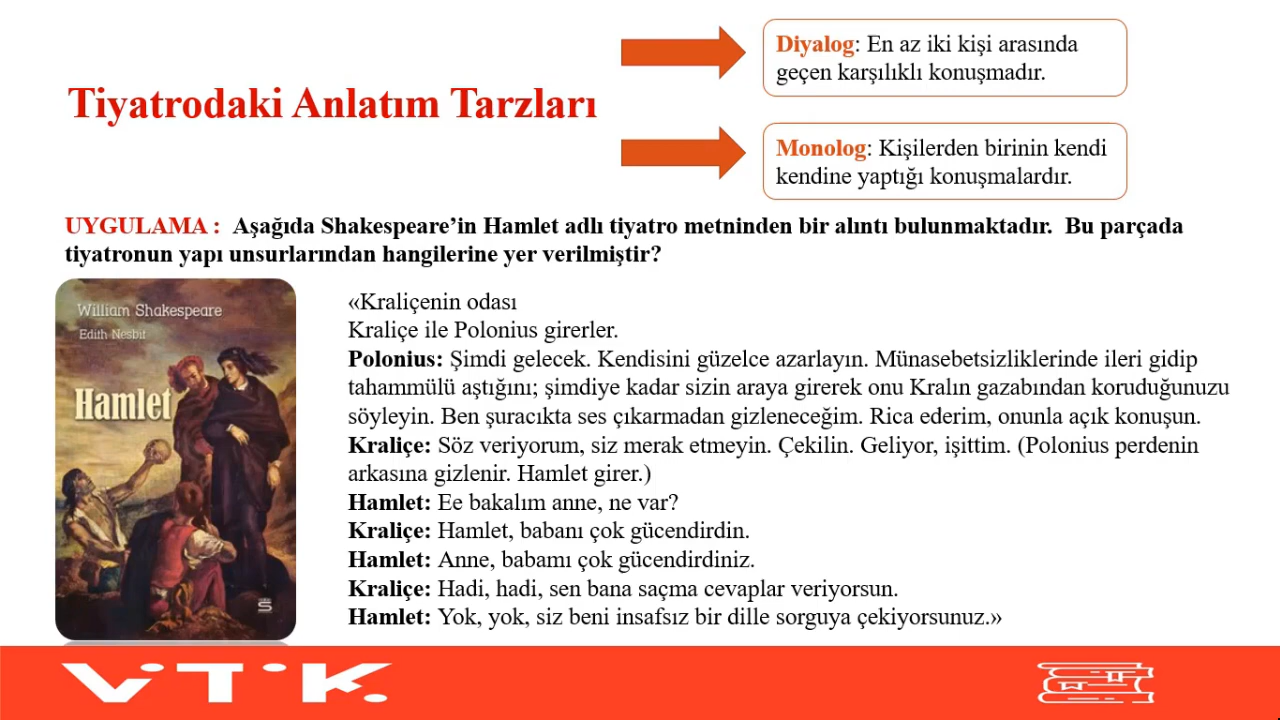 Tiyatrodaki Anlatım Tarzları
Diyalog: En az iki kişi arasında
geçen karşılıklı konuşmadır.
Monolog: Kişilerden birinin kendi
kendine yaptığı konuşmalardır.
UYGULAMA : Aşağıda Shakespeare’in Hamlet adlı tiyatro metninden bir alıntı bulunmaktadır. Bu parçada
tiyatronun yapı unsurlarından hangilerine yer verilmiştir?
William Shakespeare
Edith Nesbit
Hamlet
S
«Kraliçenin odası
Kraliçe ile Polonius girerler.
Polonius: Şimdi gelecek. Kendisini güzelce azarlayın. Münasebetsizliklerinde ileri gidip
tahammülü aştığını; şimdiye kadar sizin araya girerek onu Kralın gazabından koruduğunuzu
söyleyin. Ben şuracıkta ses çıkarmadan gizleneceğim. Rica ederim, onunla açık konuşun.
Kraliçe: Söz veriyorum, siz merak etmeyin. Çekilin. Geliyor, işittim. (Polonius perdenin
arkasına gizlenir. Hamlet girer.)
Hamlet: Ee bakalım anne, ne var?
Kraliçe: Hamlet, babanı çok gücendirdin.
Hamlet: Anne, babamı çok gücendirdiniz.
Kraliçe: Hadi, hadi, sen bana saçma cevaplar veriyorsun.
Hamlet: Yok, yok, siz beni insafsız bir dille sorguya çekiyorsunuz.»
VİTİK.